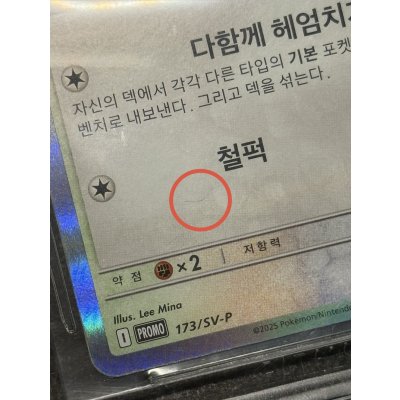 다함께 헤엄치
자신의 덱에서 각각 다른 타입의 기본 포켓
벤치로 내보낸다. 그리고 덱을 섞는다.
철퍽
약점 ×2 저항력
Illus. Lee Mina
I PROMO 173/SV-P
©2025 Pokémon/Nintendo